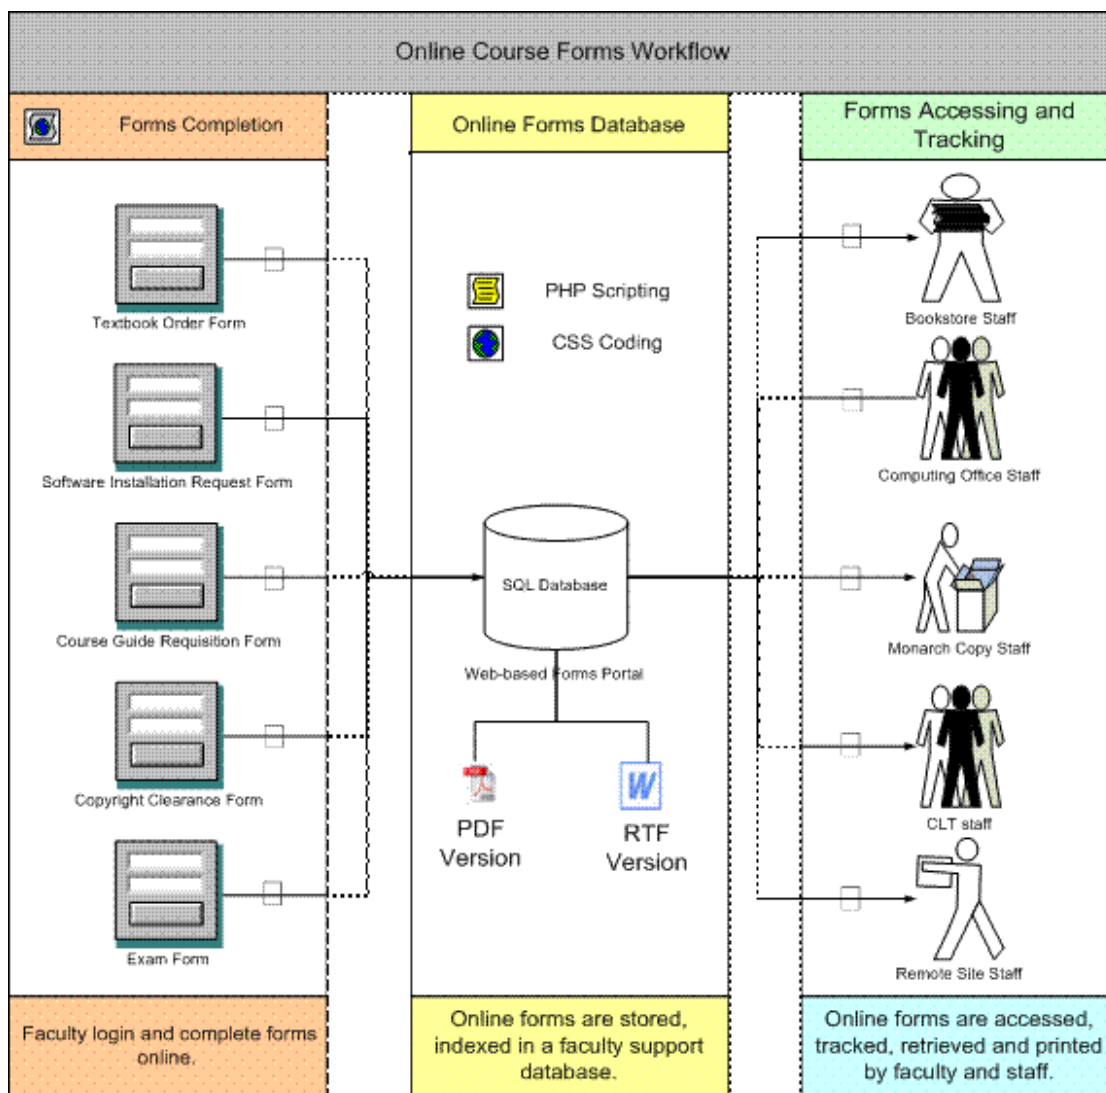 Online Course Forms Workflow
Forms Completion
Online Forms Database
Forms Accessing and
Tracking
Textbook Order Form
Software Installation Request Form
Course Guide Requisition Form
Copyright Clearance Form
Exam Form
PHP Scripting
CSS Coding
SQL Database
Web-based Forms Portal
PDF
Version
W
RTF
Version
Bookstore Staff
Computing Office Staff
Monarch Copy Staff
CLT staff
Remote Site Staff
Faculty login and complete forms
online.
Online forms are stored,
indexed in a faculty support
database.
Online forms are accessed,
tracked, retrieved and printed
by faculty and staff.